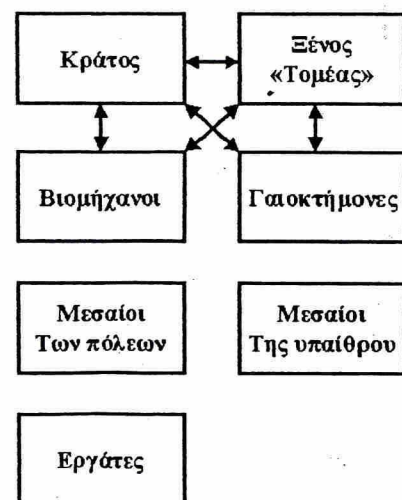 Κράτος
Ξένος
«Τομέας»
Βιομήχανοι
Γαιοκτήμονες
Μεσαίοι
Των πόλεων
Μεσαίοι
Της υπαίθρου
Εργάτες